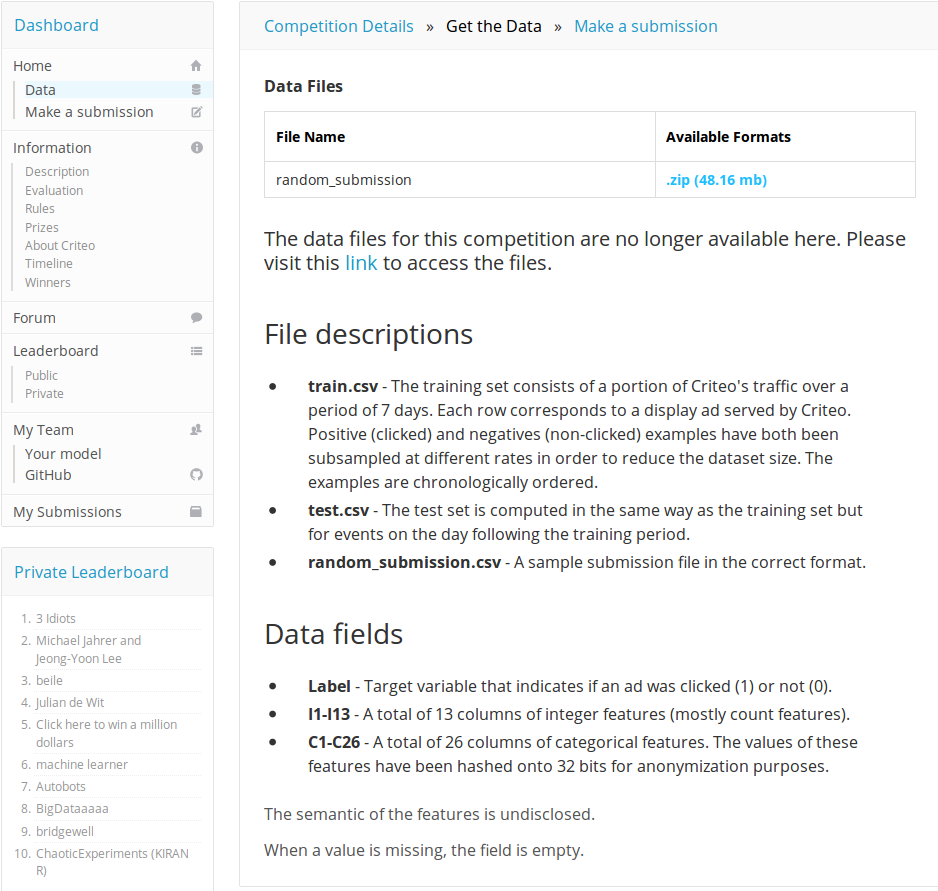 Dashboard
Home
Data
Make a submission
Information
Description
Evaluation
Rules
Prizes
About Criteo
Timeline
Winners
Forum
Leaderboard
Public
Private
My Team
Your model
GitHub
My Submissions
Private Leaderboard
1. 3 Idiots
2. Michael Jahrer and
Jeong-Yoon Lee
3. beile
4. Julian de Wit
5. Click here to win a million
dollars
6. machine learner
7. Autobots
8. BigDataaaaa
9. bridgewell
10. ChaoticExperiments (KIRAN
R)
Competition Details » Get the Data » Make a submission
Data Files
File Name Available Formats
random_submission .zip (48.16 mb)
The data files for this competition are no longer available here. Please
visit this link to access the files.
File descriptions
• train.csv - The training set consists of a portion of Criteo's traffic over a
period of 7 days. Each row corresponds to a display ad served by Criteo.
Positive (clicked) and negatives (non-clicked) examples have both been
subsampled at different rates in order to reduce the dataset size. The
examples are chronologically ordered.
• test.csv - The test set is computed in the same way as the training set but
for events on the day following the training period.
• random_submission.csv - A sample submission file in the correct format.
Data fields
• Label - Target variable that indicates if an ad was clicked (1) or not (0).
• I1-I13 - A total of 13 columns of integer features (mostly count features).
• C1-C26 - A total of 26 columns of categorical features. The values of these
features have been hashed onto 32 bits for anonymization purposes.
The semantic of the features is undisclosed.
When a value is missing, the field is empty.